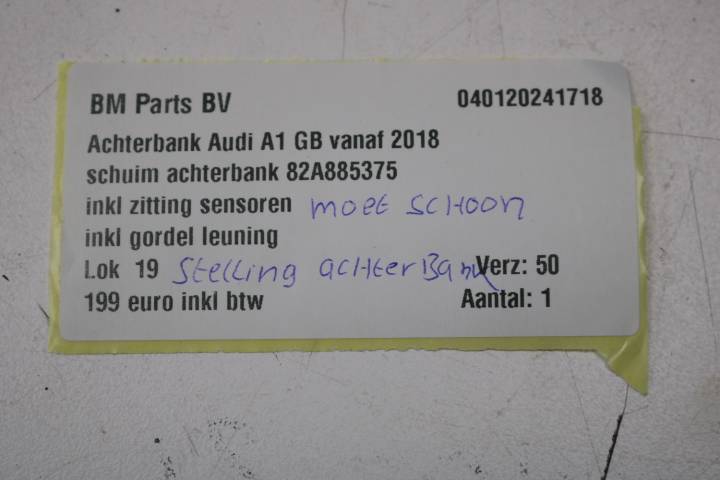 BM Parts BV 040120241718
Achterbank Audi A1 GB vanaf 2018
schuim achterbank 82A885375
inkl zitting sensoren moet schoon
inkl gordel leuning
Lok 19 Stelling achterBank Verz: 50
199 euro inkl btw Aantal: 1